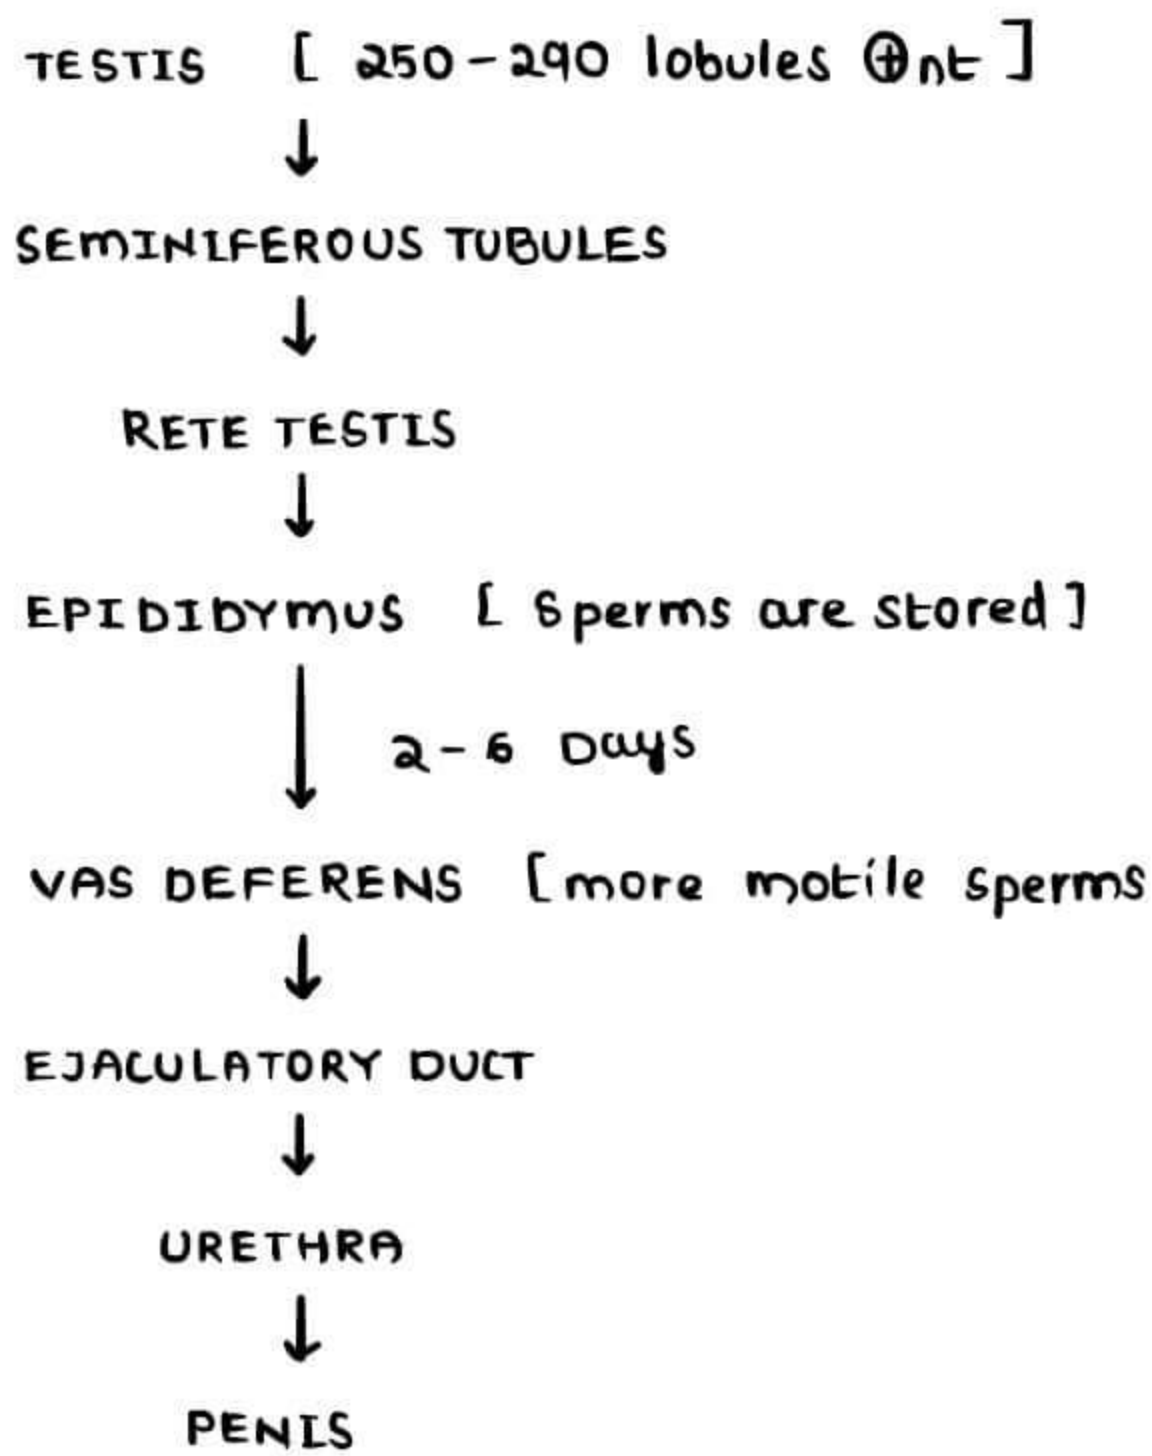 TESTIS [ 250-290 lobules ⊕nt ]
↓
SEMINIFEROUS TUBULES
↓
RETE TESTIS
↓
EPIDIDYMUS [ Sperms are stored ]
↓ 2-6 Days
VAS DEFERENS [ more motile sperms
↓
EJACULATORY DUCT
↓
URETHRA
↓
PENIS